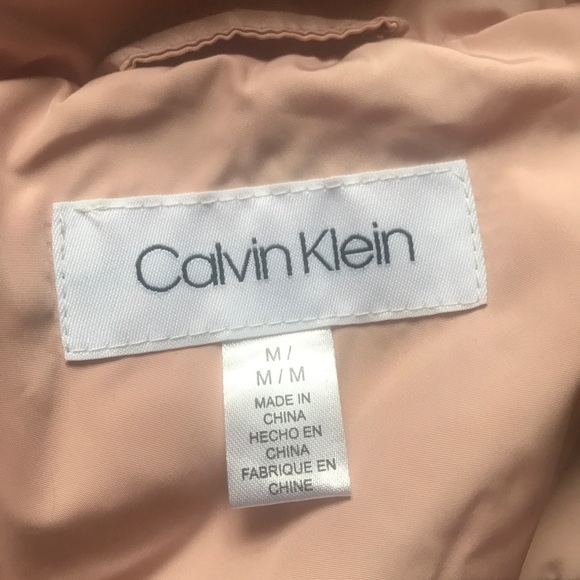 Calvin Klein
M /
M / M
MADE IN
CHINA
HECHO EN
CHINA
FABRIQUE EN
CHINE